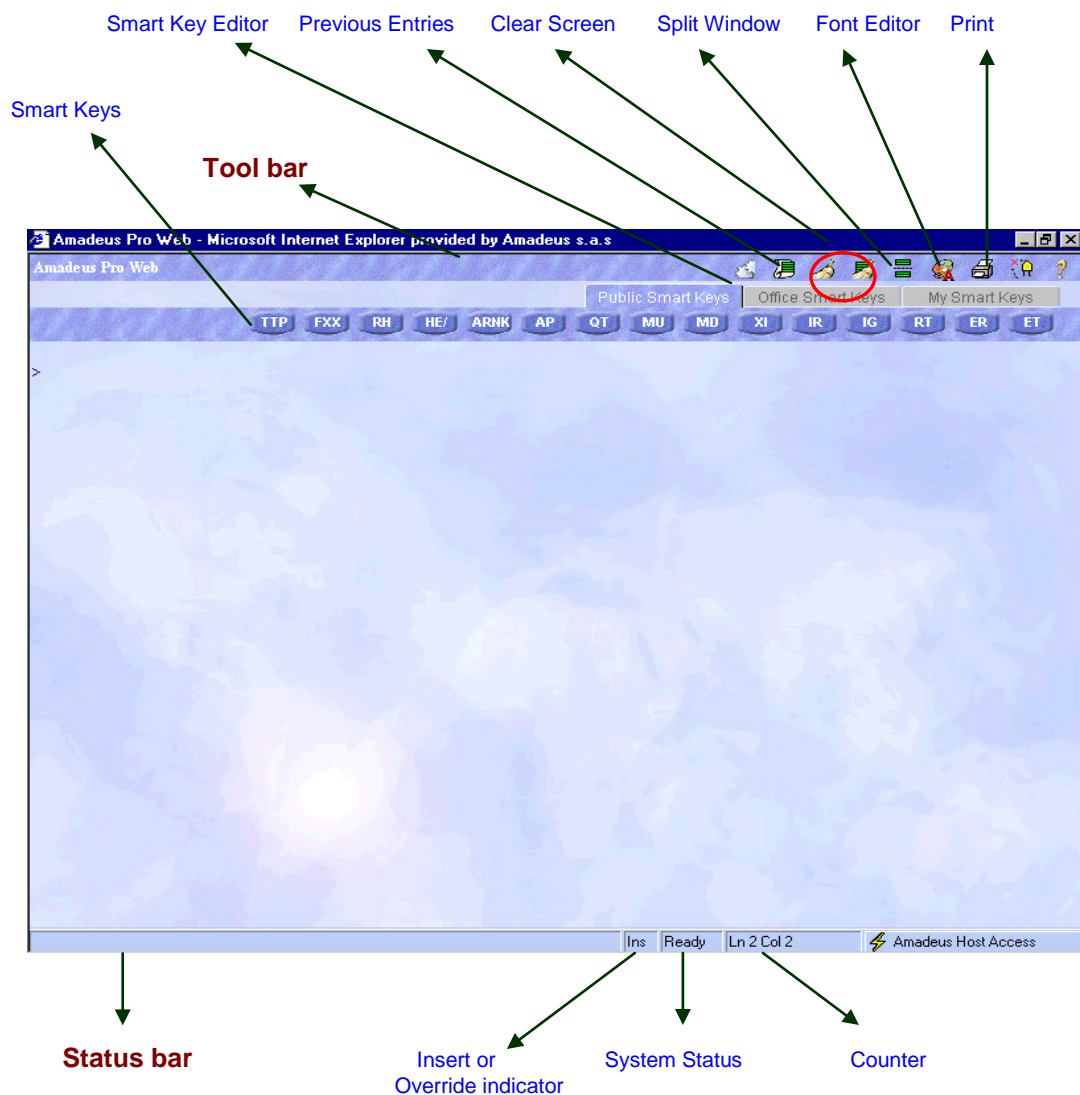 Smart Key Editor Previous Entries Clear Screen Split Window Font Editor Print
Smart Keys
Tool bar
Amadeus Pro Web - Microsoft Internet Explorer provided by Amadeus s.a.s
Amadeus Pro Web
Public Smart Keys Office Smart Keys My Smart Keys
TTP FXX RH HE/ ARNK AP QT MU MD XI IR IG RT ER ET
>
Ins Ready Ln 2 Col 2 Amadeus Host Access
Status bar
Insert or System Status Counter
Override indicator